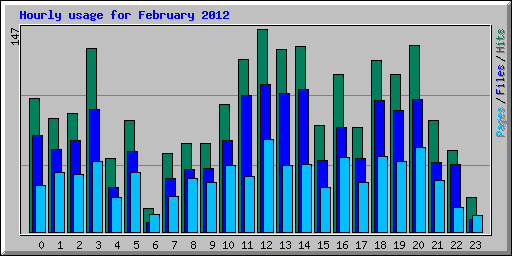 Hourly usage for February 2012
147
Pages / Files / Hits
0 1 2 3 4 5 6 7 8 9 10 11 12 13 14 15 16 17 18 19 20 21 22 23